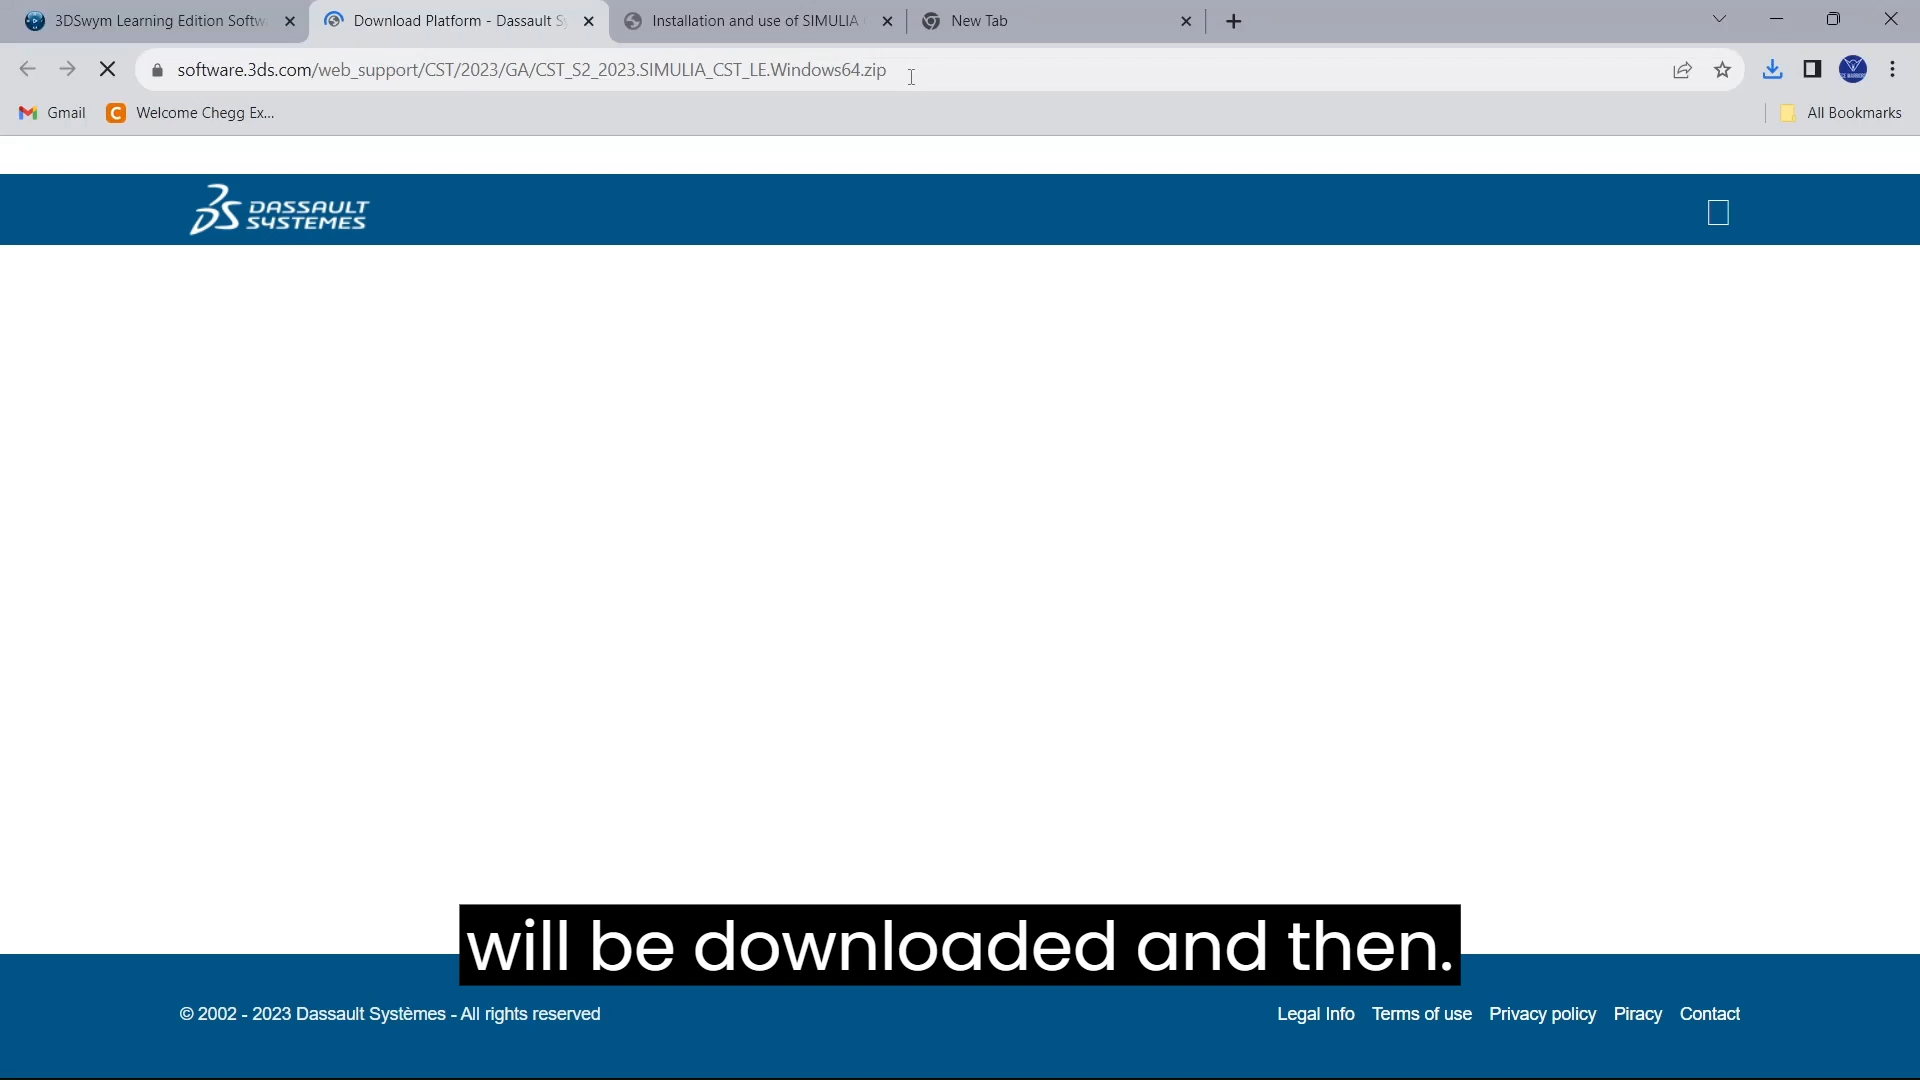 3DSwym Learning Edition Softw
Download Platform - Dassault S
Installation and use of SIMULIA
New Tab
software.3ds.com/web_support/CST/2023/GA/CST_S2_2023.SIMULIA_CST_LE.Windows64.zip
Gmail
C Welcome Chegg Ex...
All Bookmarks
DASSAULT
SYSTEMES
will be downloaded and then.
© 2002 - 2023 Dassault Systèmes - All rights reserved
Legal Info Terms of use Privacy policy Piracy Contact